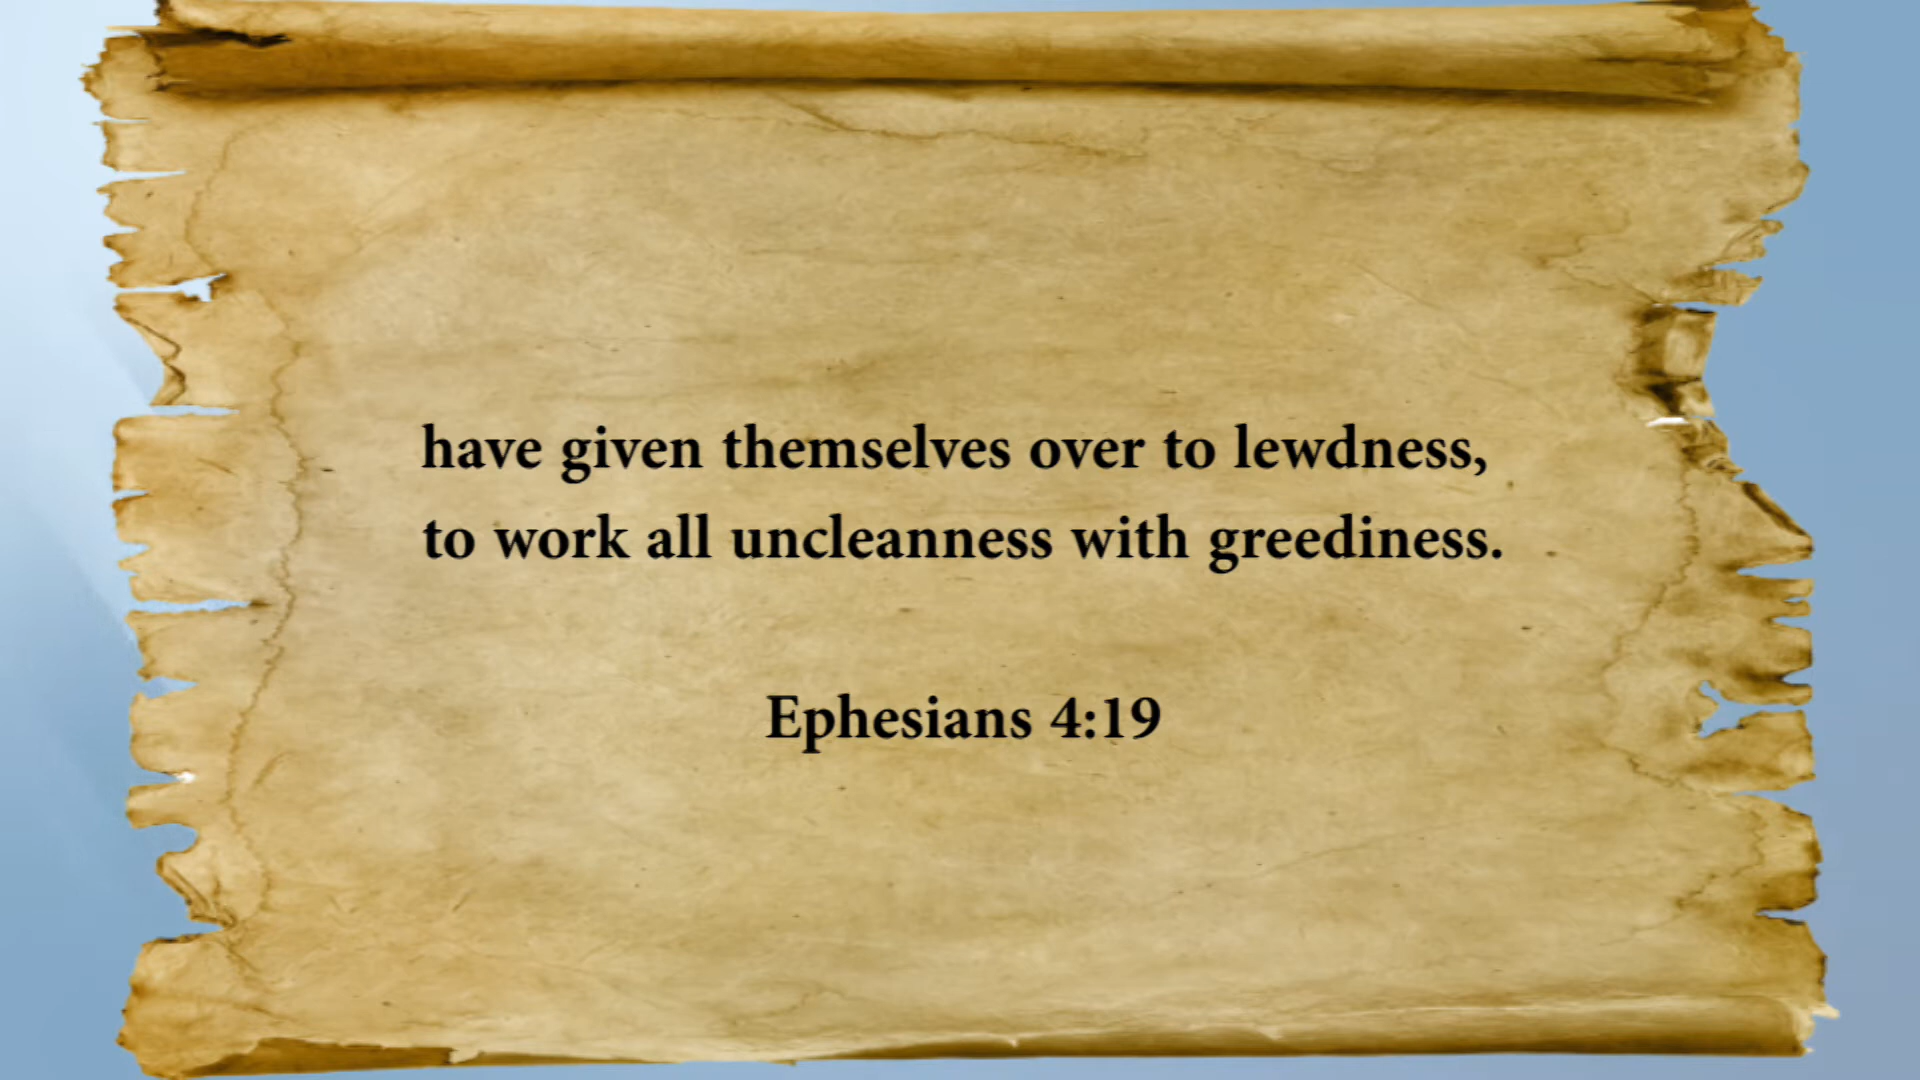 have given themselves over to lewdness,
to work all uncleanness with greediness.
Ephesians 4:19